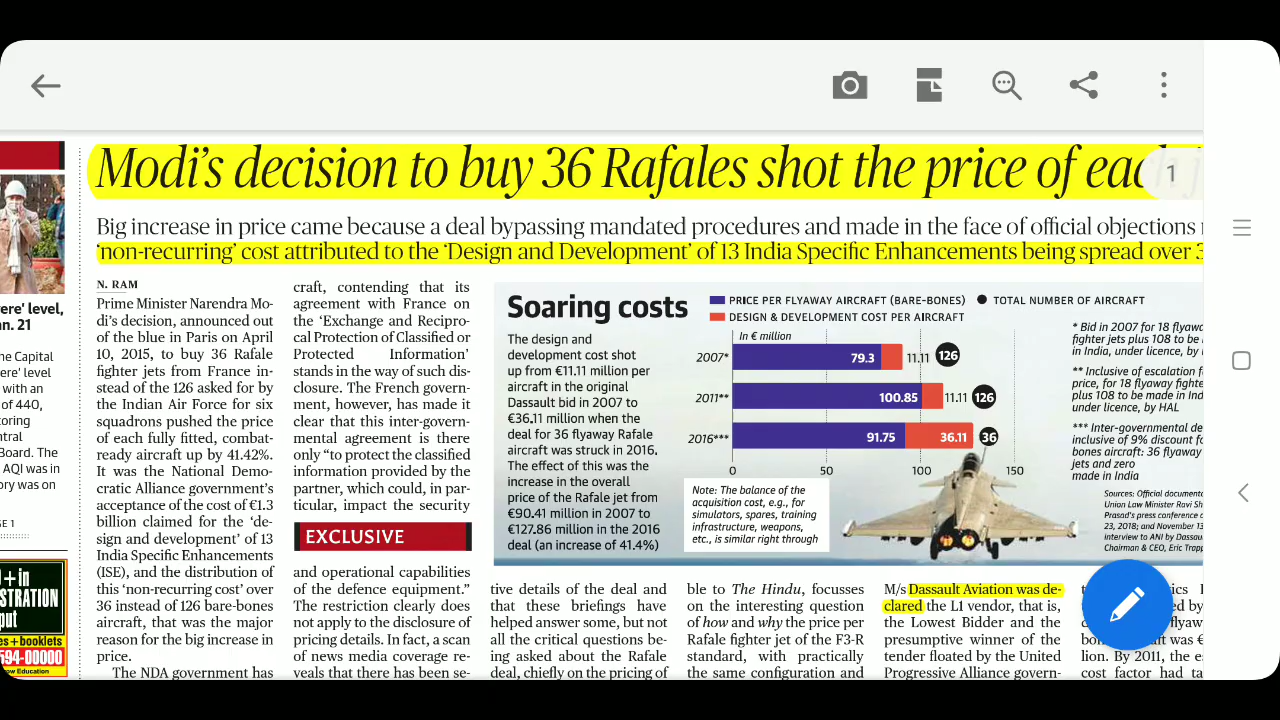 Modi's decision to buy 36 Rafales shot the price of each
1
Big increase in price came because a deal bypassing mandated procedures and made in the face of official objections
'non-recurring' cost attributed to the 'Design and Development' of 13 India Specific Enhancements being spread over 3
ere' level,
an. 21
he Capital
ere' level
with an
of 440,
toring
ntral
Board. The
AQI was in
ory was on
GE 1
+ in
ISTRATION
put
es + booklets
594-00000
now Education
N. RAM
Prime Minister Narendra Mo-
di's decision, announced out
of the blue in Paris on April
10, 2015, to buy 36 Rafale
fighter jets from France in-
stead of the 126 asked for by
the Indian Air Force for six
squadrons pushed the price
of each fully fitted, combat-
ready aircraft up by 41.42%.
It was the National Demo-
cratic Alliance government's
acceptance of the cost of €1.3
billion claimed for the 'de-
sign and development' of 13
India Specific Enhancements
(ISE), and the distribution of
this 'non-recurring cost' over
36 instead of 126 bare-bones
aircraft, that was the major
reason for the big increase in
price.
The NDA government has
craft, contending that its
agreement with France on
the 'Exchange and Recipro-
cal Protection of Classified or
Protected Information'
stands in the way of such dis-
closure. The French govern-
ment, however, has made it
clear that this inter-govern-
mental agreement is there
only "to protect the classified
information provided by the
partner, which could, in par-
ticular, impact the security
EXCLUSIVE
and operational capabilities
of the defence equipment."
The restriction clearly does
not apply to the disclosure of
pricing details. In fact, as an
of news media coverage re-
veals that there has been se-
Soaring costs
The design and
development cost shot
up from €11.11 million per
aircraft in the original
Dassault bid in 2007 to
€36.11 million when the
deal for 36 flyaway Rafale
aircraft was struck in 2016.
The effect of this was the
increase in the overall
price of the Rafale jet from
€90.41 million in 2007 to
€127.86 million in the 2016
deal (an increase of 41.4%)
PRICE PER FLYAWAY AIRCRAFT (BARE-BONES) TOTAL NUMBER OF AIRCRAFT
DESIGN & DEVELOPMENT COST PER AIRCRAFT
In € million
2007* 79.3 11.11 126
2011** 100.85 11.11 126
2016*** 91.75 36.11 36
0 50 100 150
Note: The balance of the
acquisition cost, e.g., for
simulators, spares, training
infrastructure, weapons,
etc., is similar right through
* Bid in 2007 for 18 flyawa
fighter jets plus 108 to be
in India, under licence, by
** Inclusive of escalation f
price, for 18 flyaway fighte
plus 108 to be made in Ind
under licence, by HAL
*** Inter-governmental de
inclusive of 9% discount fo
bones aircraft: 36 flyaway
jets and zero
made in India
Sources: Official documente
Union Law Minister Ravi Sh
Prasad's press conference o
23, 2018; and November 13
interview to ANI by Dassau
Chairman & CEO, Eric Trapp
tive details of the deal and
that these briefings have
helped answer some, but not
all the critical questions be-
ing asked about the Rafale
deal, chiefly on the pricing of
ble to The Hindu, focusses
on the interesting question
of how and why the price per
Rafale fighter jet of the F3-R
standard, with practically
the same configuration and
M/s Dassault Aviation was de-
clared the L1 vendor, that is,
the Lowest Bidder and the
presumptive winner of the
tender floated by the United
Progressive Alliance govern-
lion. By 2011, the e
cost factor had ta